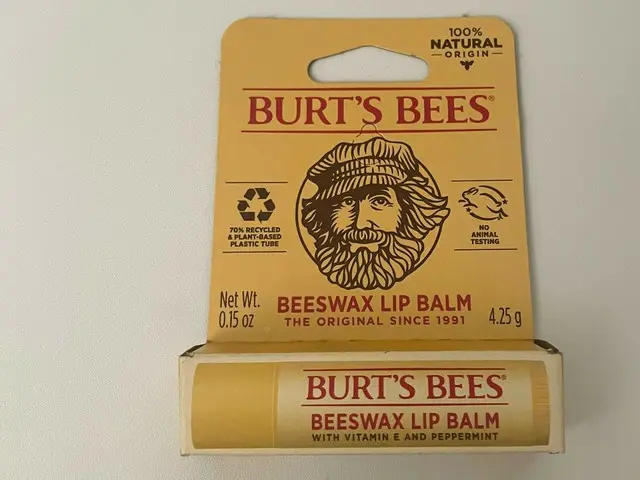 100%
NATURAL
ORIGIN
BURT'S BEES®
70% RECYCLED
& PLANT-BASED
PLASTIC TUBE
NO
ANIMAL
TESTING
Net Wt.
0.15 oz
BEESWAX LIP BALM
THE ORIGINAL SINCE 1991
4.25 g
BURT'S BEES®
BEESWAX LIP BALM
WITH VITAMIN E AND PEPPERMINT